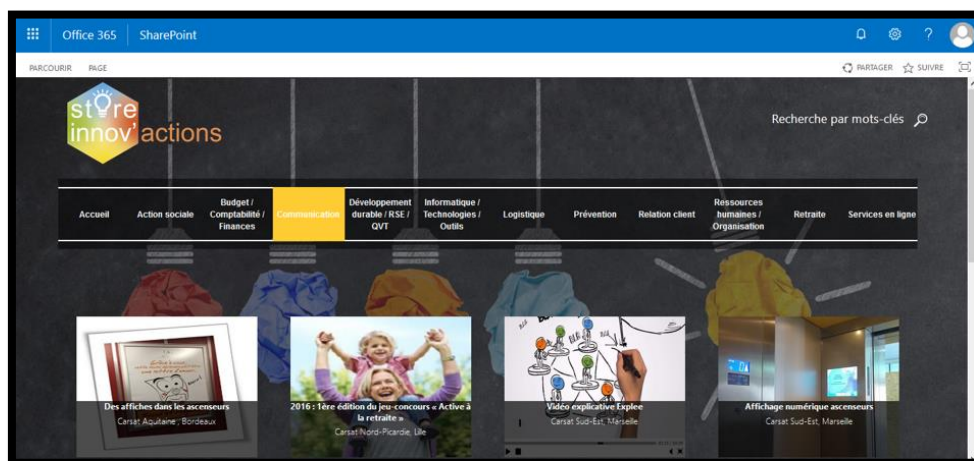 Office 365 SharePoint ?
PARCOURIR PAGE PARTAGER SUIVRE
store
innov'actions
Recherche par mots-clés
Accueil
Action sociale
Budget /
Comptabilité /
Finances
Communication
Développement
durable / RSE /
QVT
Informatique /
Technologies /
Outils
Logistique
Prévention
Relation client
Ressources
humaines /
Organisation
Retraite
Services en ligne
Des affiches dans les ascenseurs
Carsat Aquitaine , Bordeaux
2016 : 1ère édition du jeu-concours « Active à
la retraite »
Carsat Nord-Picardie, Lille
Vidéo explicative Explee
Carsat Sud-Est, Marseille
Affichage numérique ascenseurs
Carsat Sud-Est, Marseille